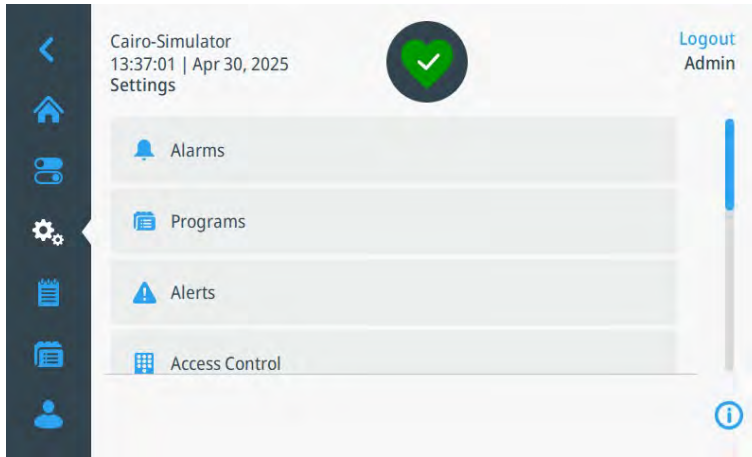 Cairo-Simulator
13:37:01 | Apr 30, 2025
Settings
Logout
Admin
Alarms
Programs
Alerts
Access Control